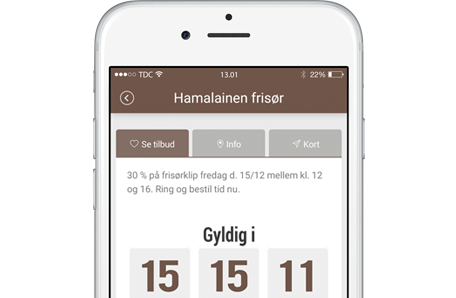 TDC 13.01 22%
Hamalainen frisør
Se tilbud Info Kort
30 % på frisørklip fredag d. 15/12 mellem kl. 12
og 16. Ring og bestil tid nu.
Gyldig i
15 15 11